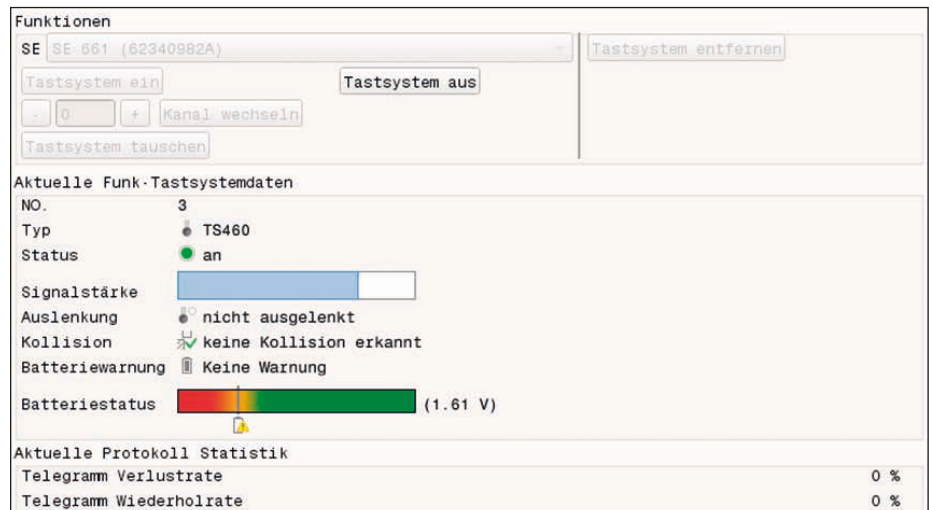 Funktionen
SE SE 661 (62340982A) Tastsystem entfernen
Tastsystem ein Tastsystem aus
- 0 + Kanal wechseln
Tastsystem tauschen
Aktuelle Funk-Tastsystemdaten
NO. 3
Typ TS460
Status an
Signalstärke
Auslenkung nicht ausgelenkt
Kollision keine Kollision erkannt
Batteriewarnung Keine Warnung
Batteriestatus (1.61 V)
Aktuelle Protokoll Statistik
Telegramm Verlustrate 0 %
Telegramm Wiederholrate 0 %